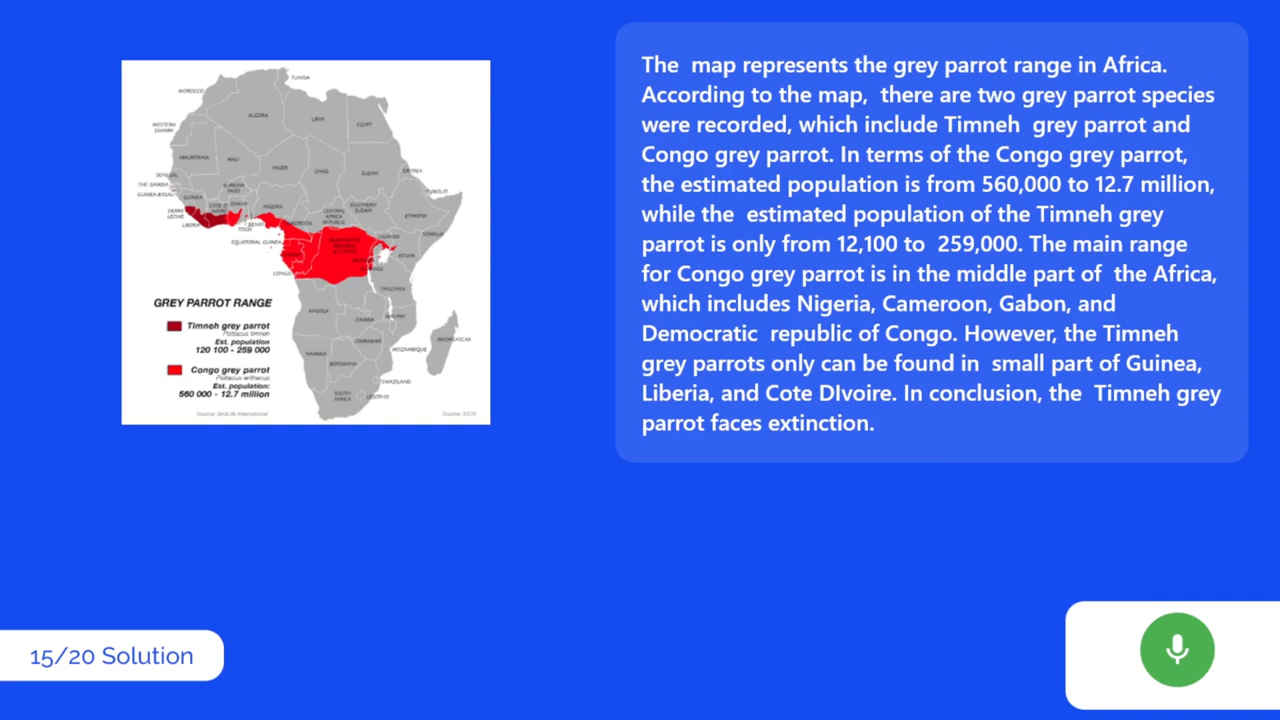 TUNISIA
MOROCCO
ALGERIA
LIBYA
EGYPT
WESTERN
SAHARA
MAURITANIA
MALI
NIGER
CHAD
SUDAN
ERITREA
SENEGAL
THE GAMBIA
GUINEA-BISSAU
GUINEA
BURKINA
FASO
DJIBOUTI
SIERRA
LEONE
LIBERIA
GHANA
TOGO
BENIN
NIGERIA
CAMEROON
CENTRAL
AFRICA
REPUBLIC
SUDAN
ETHIOPIA
SOMALIA
EQUATORIAL GUINEA
UGANDA
KENYA
CONGO
TANZANIA
ANGOLA
ZAMBIA
MALAWI
ZIMBABWE
MOZAMBIQUE
MADAGASCAR
NAMIBIA
BOTSWANA
SWAZILAND
SOUTH
AFRICA
LESOTHO
GREY PARROT RANGE
Timneh grey parrot
Psittacus timneh
Est. population
120 100 - 259 000
Congo grey parrot
Psittacus erithacus
Est. population:
560 000 - 12.7 million
Source: BirdLife International
Source: IUCN
The map represents the grey parrot range in Africa.
According to the map, there are two grey parrot species
were recorded, which include Timneh grey parrot and
Congo grey parrot. In terms of the Congo grey parrot,
the estimated population is from 560,000 to 12.7 million,
while the estimated population of the Timneh grey
parrot is only from 12,100 to 259,000. The main range
for Congo grey parrot is in the middle part of the Africa,
which includes Nigeria, Cameroon, Gabon, and
Democratic republic of Congo. However, the Timneh
grey parrots only can be found in small part of Guinea,
Liberia, and Cote DIvoire. In conclusion, the Timneh grey
parrot faces extinction.
15/20 Solution